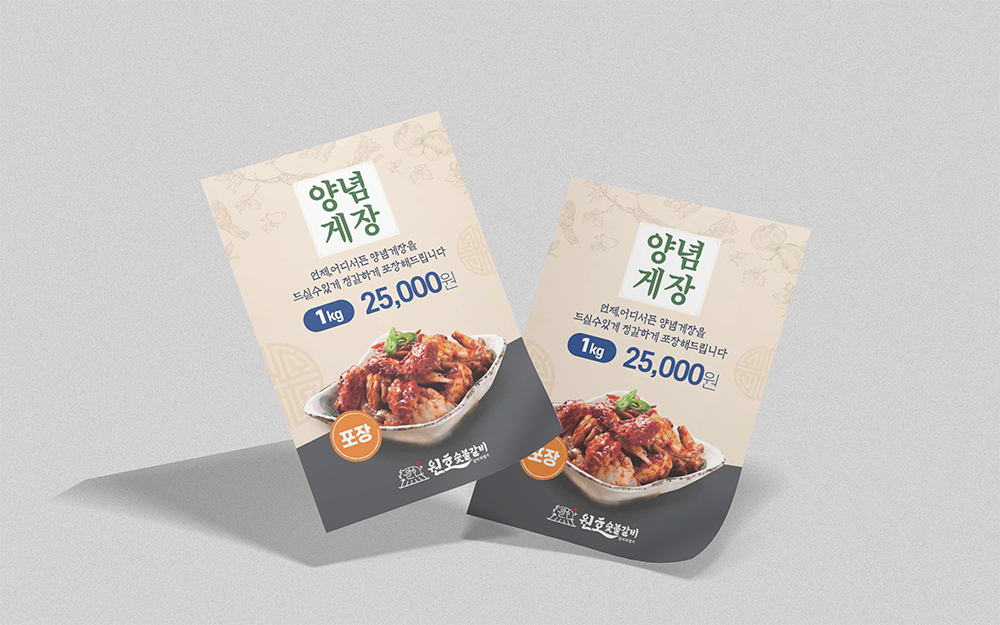 양념
게장
언제,어디서든 양념게장을
드실수있게 정갈하게 포장해드립니다
1kg 25,000원
포장
원호숯불갈비
양념
게장
언제,어디서든 양념게장을
드실수있게 정갈하게 포장해드립니다
1kg 25,000원
포장
원호숯불갈비